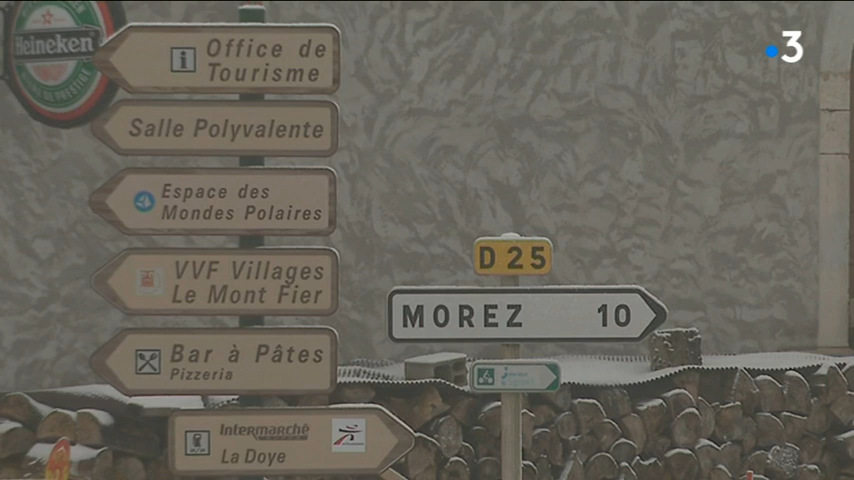 Heineken
Office de
Tourisme
Salle Polyvalente
Espace des
Mondes Polaires
VVF Villages
Le Mont Fier
Bar à Pâtes
Pizzeria
Intermarché
La Doye
D 25
MOREZ 10
3